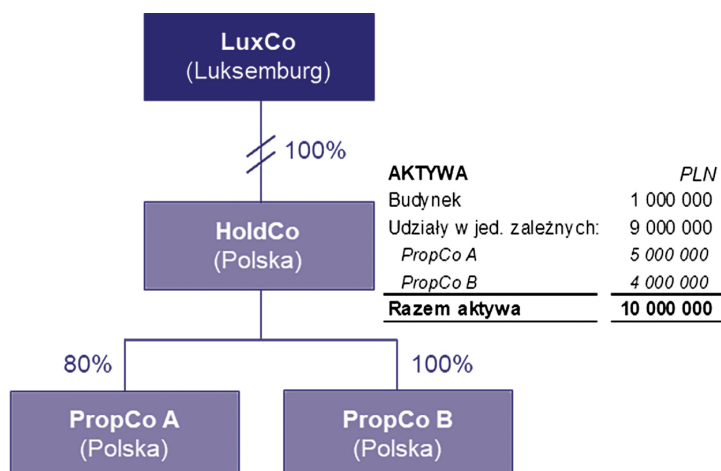 LuxCo
(Luksemburg)
100%
HoldCo
(Polska)
AKTYWA PLN
Budynek 1 000 000
Udziały w jed. zależnych: 9 000 000
PropCo A 5 000 000
PropCo B 4 000 000
Razem aktywa 10 000 000
80% 100%
PropCo A
(Polska)
PropCo B
(Polska)